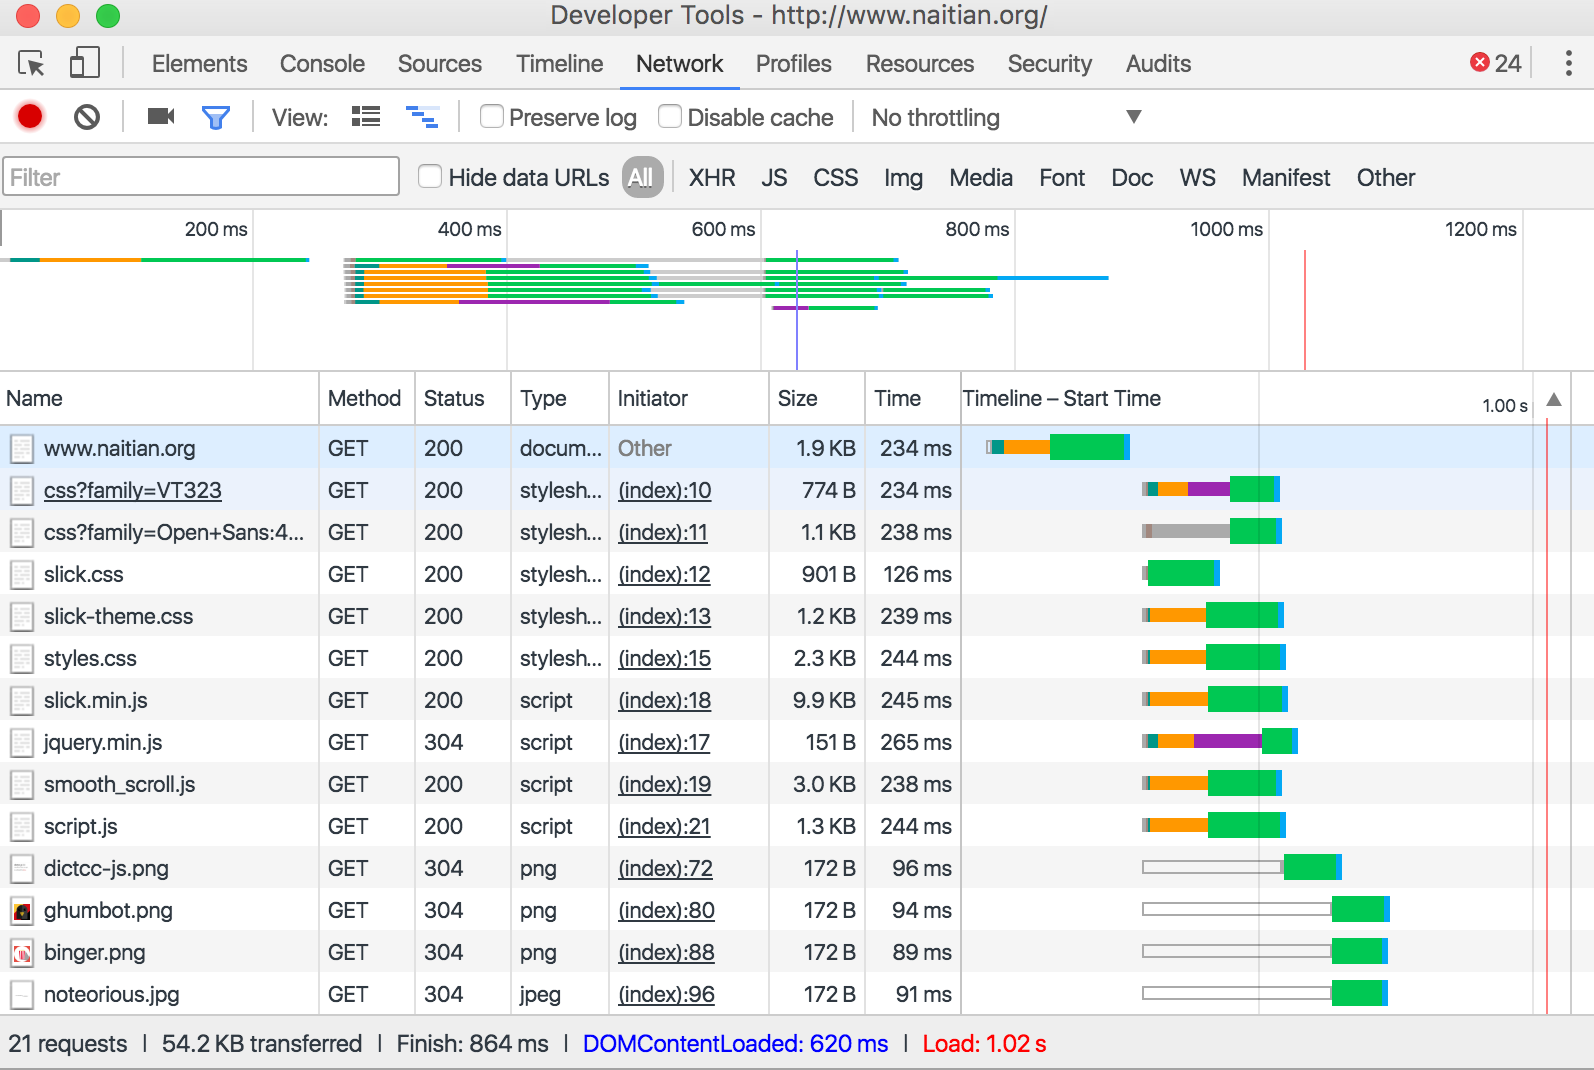 Developer Tools - http://www.naitian.org/
Elements Console Sources Timeline Network Profiles Resources Security Audits 24
View: Preserve log Disable cache No throttling
Filter Hide data URLs All XHR JS CSS Img Media Font Doc WS Manifest Other
200 ms 400 ms 600 ms 800 ms 1000 ms 1200 ms
Name Method Status Type Initiator Size Time Timeline – Start Time 1.00 s
www.naitian.org GET 200 docum... Other 1.9 KB 234 ms
css?family=VT323 GET 200 stylesh... (index):10 774 B 234 ms
css?family=Open+Sans:4... GET 200 stylesh... (index):11 1.1 KB 238 ms
slick.css GET 200 stylesh... (index):12 901 B 126 ms
slick-theme.css GET 200 stylesh... (index):13 1.2 KB 239 ms
styles.css GET 200 stylesh... (index):15 2.3 KB 244 ms
slick.min.js GET 200 script (index):18 9.9 KB 245 ms
jquery.min.js GET 304 script (index):17 151 B 265 ms
smooth_scroll.js GET 200 script (index):19 3.0 KB 238 ms
script.js GET 200 script (index):21 1.3 KB 244 ms
dictcc-js.png GET 304 png (index):72 172 B 96 ms
ghumbot.png GET 304 png (index):80 172 B 94 ms
binger.png GET 304 png (index):88 172 B 89 ms
noteorious.jpg GET 304 jpeg (index):96 172 B 91 ms
21 requests | 54.2 KB transferred | Finish: 864 ms | DOMContentLoaded: 620 ms | Load: 1.02 s